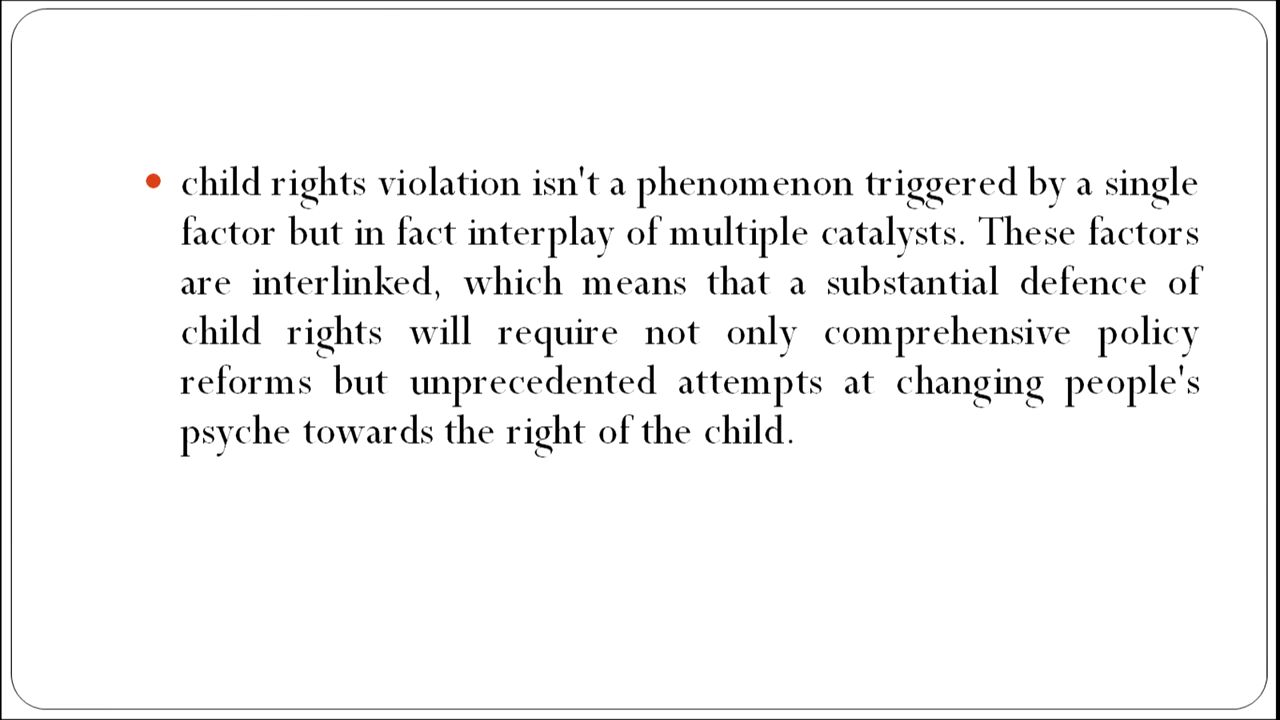 child rights violation isn't a phenomenon triggered by a single
factor but in fact interplay of multiple catalysts. These factors
are interlinked, which means that a substantial defence of
child rights will require not only comprehensive policy
reforms but unprecedented attempts at changing people's
psyche towards the right of the child.